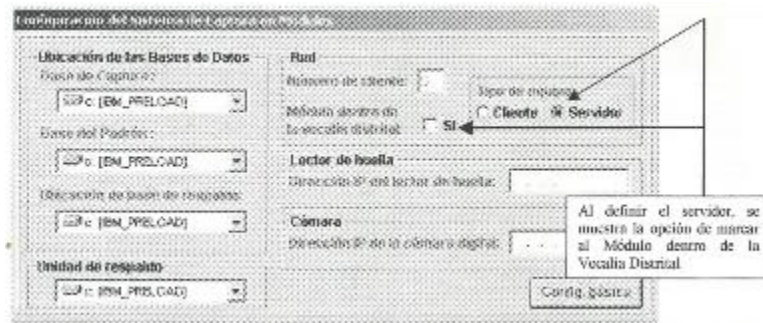 Configuración del Sistema de Captura en Módulos
Ubicación de las Bases de Datos
Base de Captura:
c: [IBM_PRELOAD]
Base del Padrón:
c: [IBM_PRELOAD]
Ubicación de base de respaldo:
c: [IBM_PRELOAD]
Unidad de respaldo
c: [IBM_PRELOAD]
Red
Número de cliente:
Tipo de equipo:
Cliente
Servidor
Módulo dentro de
la vocalía distrital:
SI
Lector de huella
Dirección IP del lector de huella:
Cámara
Dirección IP de la cámara digital:
Config. básica
Al definir el servidor, se
muestra la opción de marcar
al Módulo dentro de la
Vocalía Distrital